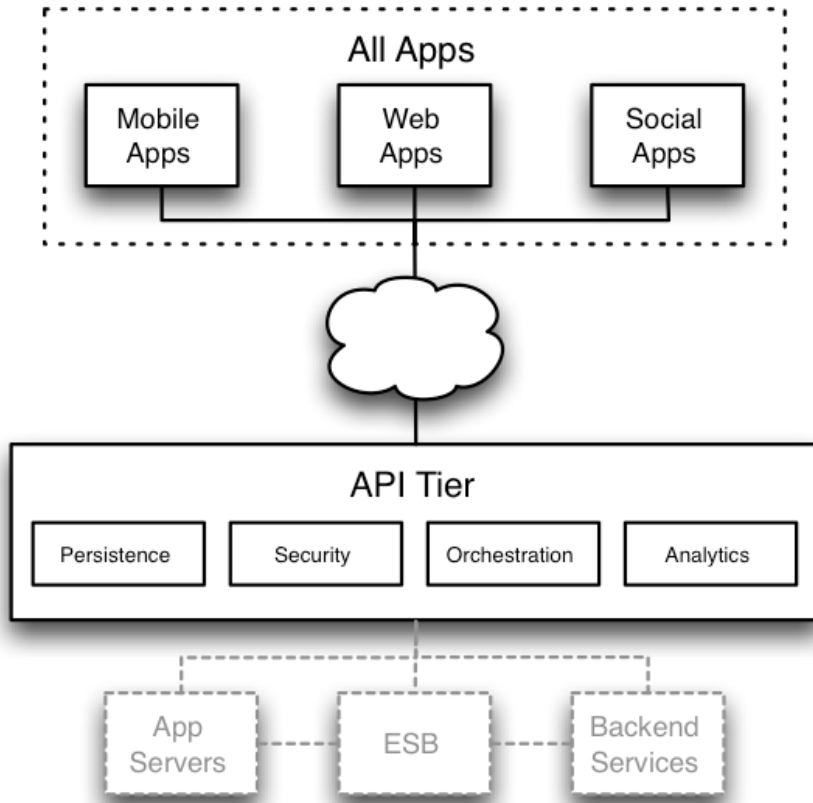 All Apps
Mobile
Apps
Web
Apps
Social
Apps
API Tier
Persistence
Security
Orchestration
Analytics
App
Servers
ESB
Backend
Services